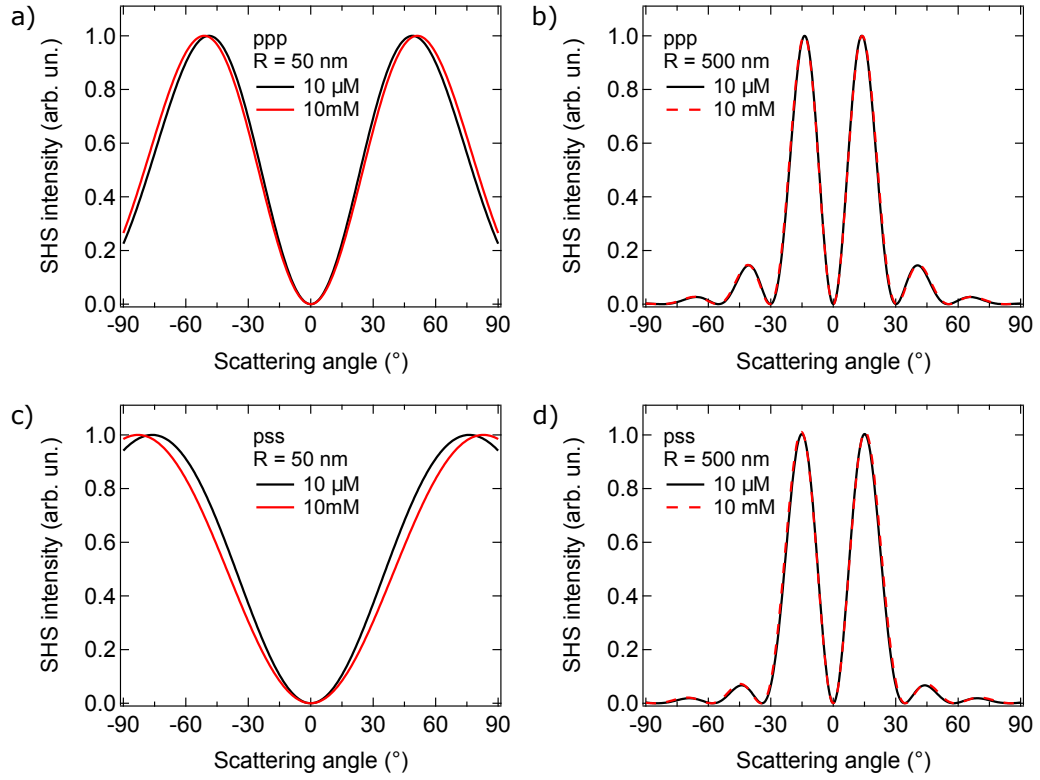 a)
SHS intensity (arb. un.)
1.0
0.8
0.6
0.4
0.2
0.0
ppp
R = 50 nm
10 µM
10mM
-90 -60 -30 0 30 60 90
Scattering angle (°)
b)
SHS intensity (arb. un.)
1.0
0.8
0.6
0.4
0.2
0.0
ppp
R = 500 nm
10 µM
10 mM
-90 -60 -30 0 30 60 90
Scattering angle (°)
c)
SHS intensity (arb. un.)
1.0
0.8
0.6
0.4
0.2
0.0
pss
R = 50 nm
10 µM
10mM
-90 -60 -30 0 30 60 90
Scattering angle (°)
d)
SHS intensity (arb. un.)
1.0
0.8
0.6
0.4
0.2
0.0
pss
R = 500 nm
10 µM
10 mM
-90 -60 -30 0 30 60 90
Scattering angle (°)